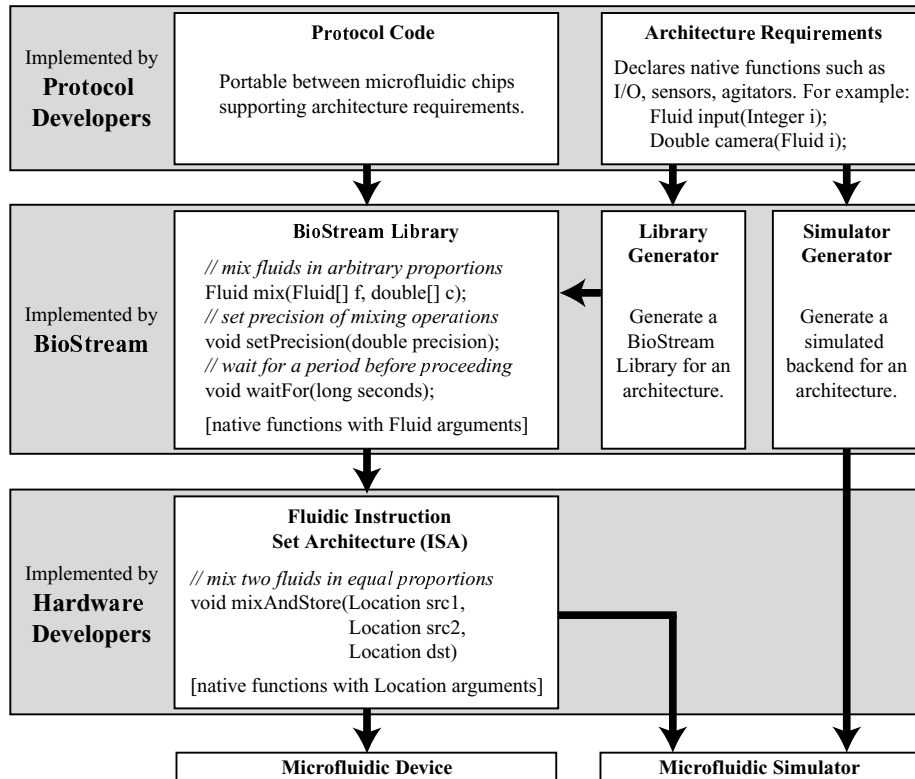 Implemented by
Protocol
Developers
Protocol Code
Portable between microfluidic chips
supporting architecture requirements.
Architecture Requirements
Declares native functions such as
I/O, sensors, agitators. For example:
Fluid input(Integer i);
Double camera(Fluid i);
Implemented by
BioStream
BioStream Library
// mix fluids in arbitrary proportions
Fluid mix(Fluid[] f, double[] c);
// set precision of mixing operations
void setPrecision(double precision);
// wait for a period before proceeding
void waitFor(long seconds);
[native functions with Fluid arguments]
Library
Generator
Generate a
BioStream
Library for an
architecture.
Simulator
Generator
Generate a
simulated
backend for an
architecture.
Implemented by
Hardware
Developers
Fluidic Instruction
Set Architecture (ISA)
// mix two fluids in equal proportions
void mixAndStore(Location src1,
Location src2,
Location dst)
[native functions with Location arguments]
Microfluidic Device
Microfluidic Simulator